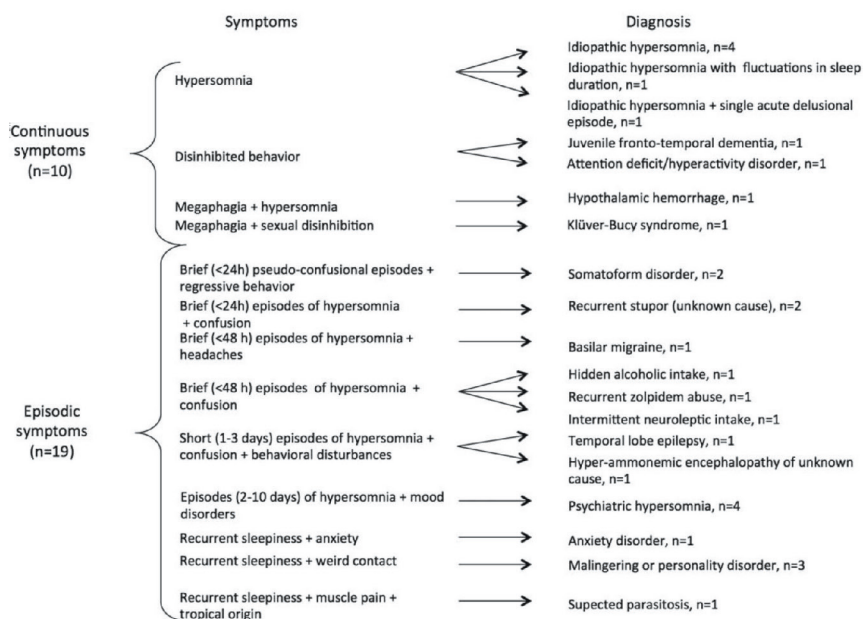 Symptoms
Diagnosis
Continuous
symptoms
(n=10)
Hypersomnia
Idiopathic hypersomnia, n=4
Idiopathic hypersomnia with fluctuations in sleep
duration, n=1
Idiopathic hypersomnia + single acute delusional
episode, n=1
Disinhibited behavior
Juvenile fronto-temporal dementia, n=1
Attention deficit/hyperactivity disorder, n=1
Megaphagia + hypersomnia
Hypothalamic hemorrhage, n=1
Megaphagia + sexual disinhibition
Klüver-Bucy syndrome, n=1
Episodic
symptoms
(n=19)
Brief (<24h) pseudo-confusional episodes +
regressive behavior
Somatoform disorder, n=2
Brief (<24h) episodes of hypersomnia
+ confusion
Recurrent stupor (unknown cause), n=2
Brief (<48 h) episodes of hypersomnia +
headaches
Basilar migraine, n=1
Brief (<48 h) episodes of hypersomnia +
confusion
Hidden alcoholic intake, n=1
Recurrent zolpidem abuse, n=1
Intermittent neuroleptic intake, n=1
Short (1-3 days) episodes of hypersomnia +
confusion + behavioral disturbances
Temporal lobe epilepsy, n=1
Hyper-ammonemic encephalopathy of unknown
cause, n=1
Episodes (2-10 days) of hypersomnia + mood
disorders
Psychiatric hypersomnia, n=4
Recurrent sleepiness + anxiety
Anxiety disorder, n=1
Recurrent sleepiness + weird contact
Malingering or personality disorder, n=3
Recurrent sleepiness + muscle pain +
tropical origin
Supected parasitosis, n=1